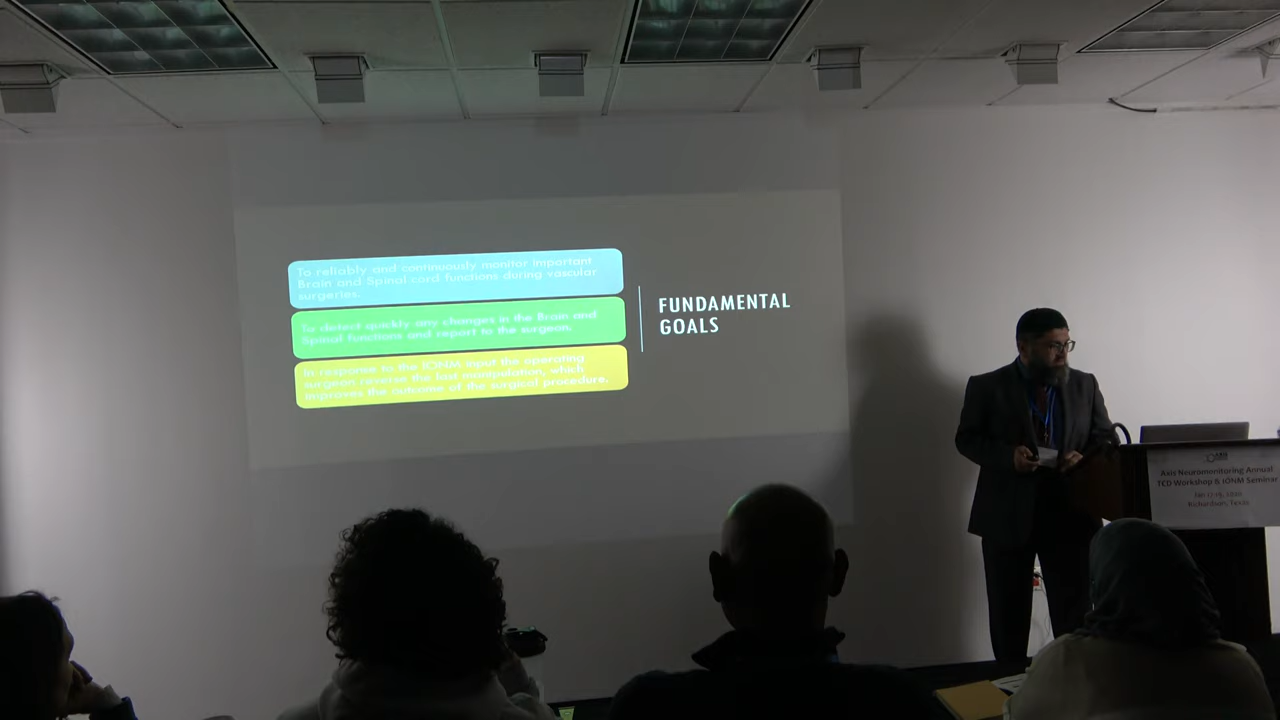 To reliably and continuously monitor important
Brain and Spinal cord functions during vascular
surgeries.
To detect quickly any changes in the Brain and
Spinal functions and report to the surgeon.
In response to the IONM input the operating
surgeon reverse the last manipulation, which
improves the outcome of the surgical procedure.
FUNDAMENTAL
GOALS
Axis Neuromonitoring Annual
TCD Workshop & IONM Seminar
Richardson, Texas